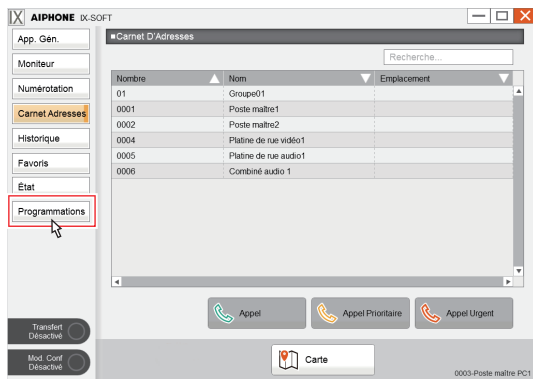 IX AIPHONE IX-SOFT
App. Gén.
Moniteur
Numérotation
Carnet Adresses
Historique
Favoris
État
Programmations
Transfert
Désactivé
Mod. Conf
Désactivé
■Carnet D'Adresses
Recherche...
Nombre Nom Emplacement
01 Groupe01
0001 Poste maître1
0002 Poste maître2
0004 Platine de rue vidéo1
0005 Platine de rue audio1
0006 Combiné audio 1
Appel Appel Prioritaire Appel Urgent
Carte
0003-Poste maître PC1